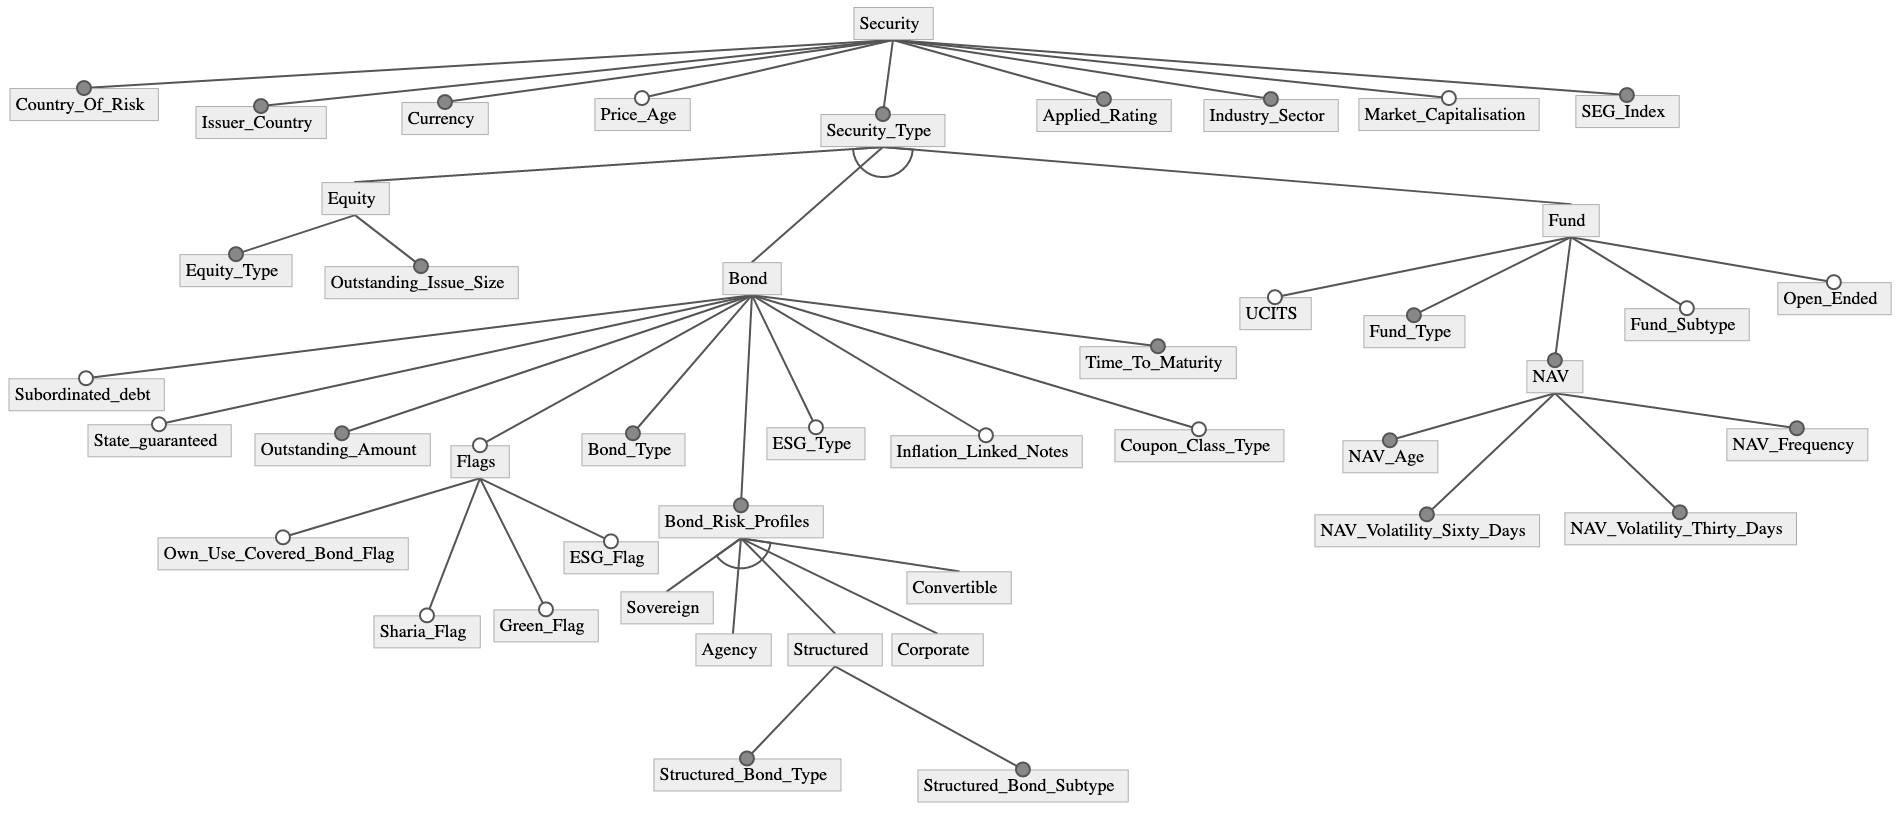 Security
Country_Of_Risk
Issuer_Country
Currency
Price_Age
Security_Type
Applied_Rating
Industry_Sector
Market_Capitalisation
SEG_Index
Equity
Fund
Equity_Type
Outstanding_Issue_Size
Bond
UCITS
Fund_Type
Fund_Subtype
Open_Ended
Subordinated_debt
State_guaranteed
Outstanding_Amount
Flags
Bond_Type
ESG_Type
Inflation_Linked_Notes
Coupon_Class_Type
Time_To_Maturity
NAV
NAV_Age
NAV_Frequency
Own_Use_Covered_Bond_Flag
Sharia_Flag
Green_Flag
ESG_Flag
Bond_Risk_Profiles
NAV_Volatility_Sixty_Days
NAV_Volatility_Thirty_Days
Sovereign
Agency
Structured
Corporate
Convertible
Structured_Bond_Type
Structured_Bond_Subtype